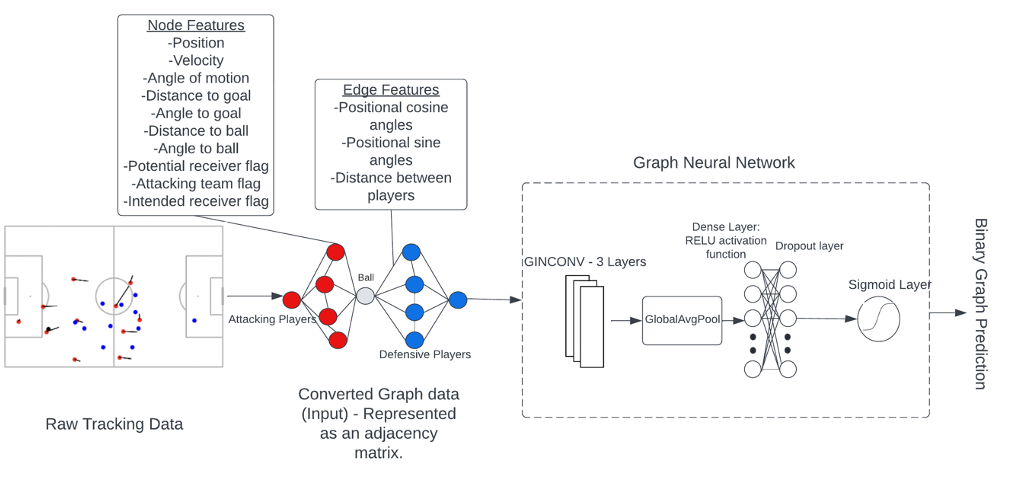 Node Features
-Position
-Velocity
-Angle of motion
-Distance to goal
-Angle to goal
-Distance to ball
-Angle to ball
-Potential receiver flag
-Attacking team flag
-Intended receiver flag
Edge Features
-Positional cosine
angles
-Positional sine
angles
-Distance between
players
Raw Tracking Data
Attacking Players
Ball
Defensive Players
Converted Graph data
(Input) - Represented
as an adjacency
matrix.
Graph Neural Network
GINCONV - 3 Layers
GlobalAvgPool
Dense Layer:
RELU activation
function
Dropout layer
Sigmoid Layer
Binary Graph Prediction